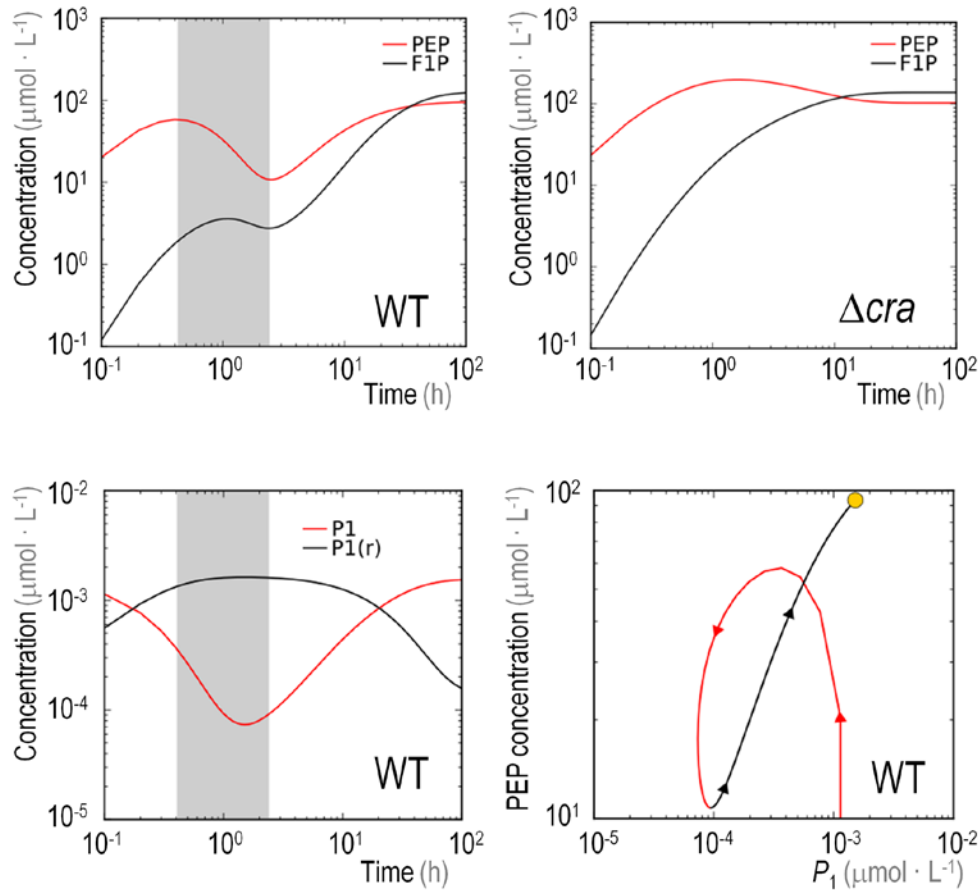 Concentration (μmol · L⁻¹)
10³
10²
10¹
10⁰
10⁻¹
PEP
F1P
WT
10⁻¹ 10⁰ 10¹ 10²
Time (h)
Concentration (μmol · L⁻¹)
10³
10²
10¹
10⁰
10⁻¹
PEP
F1P
Δcra
10⁻¹ 10⁰ 10¹ 10²
Time (h)
Concentration (μmol · L⁻¹)
10⁻²
10⁻³
10⁻⁴
10⁻⁵
P1
P1(r)
WT
10⁻¹ 10⁰ 10¹ 10²
Time (h)
PEP concentration (μmol · L⁻¹)
10²
10¹
WT
10⁻⁵ 10⁻⁴ 10⁻³ 10⁻²
P₁ (μmol · L⁻¹)